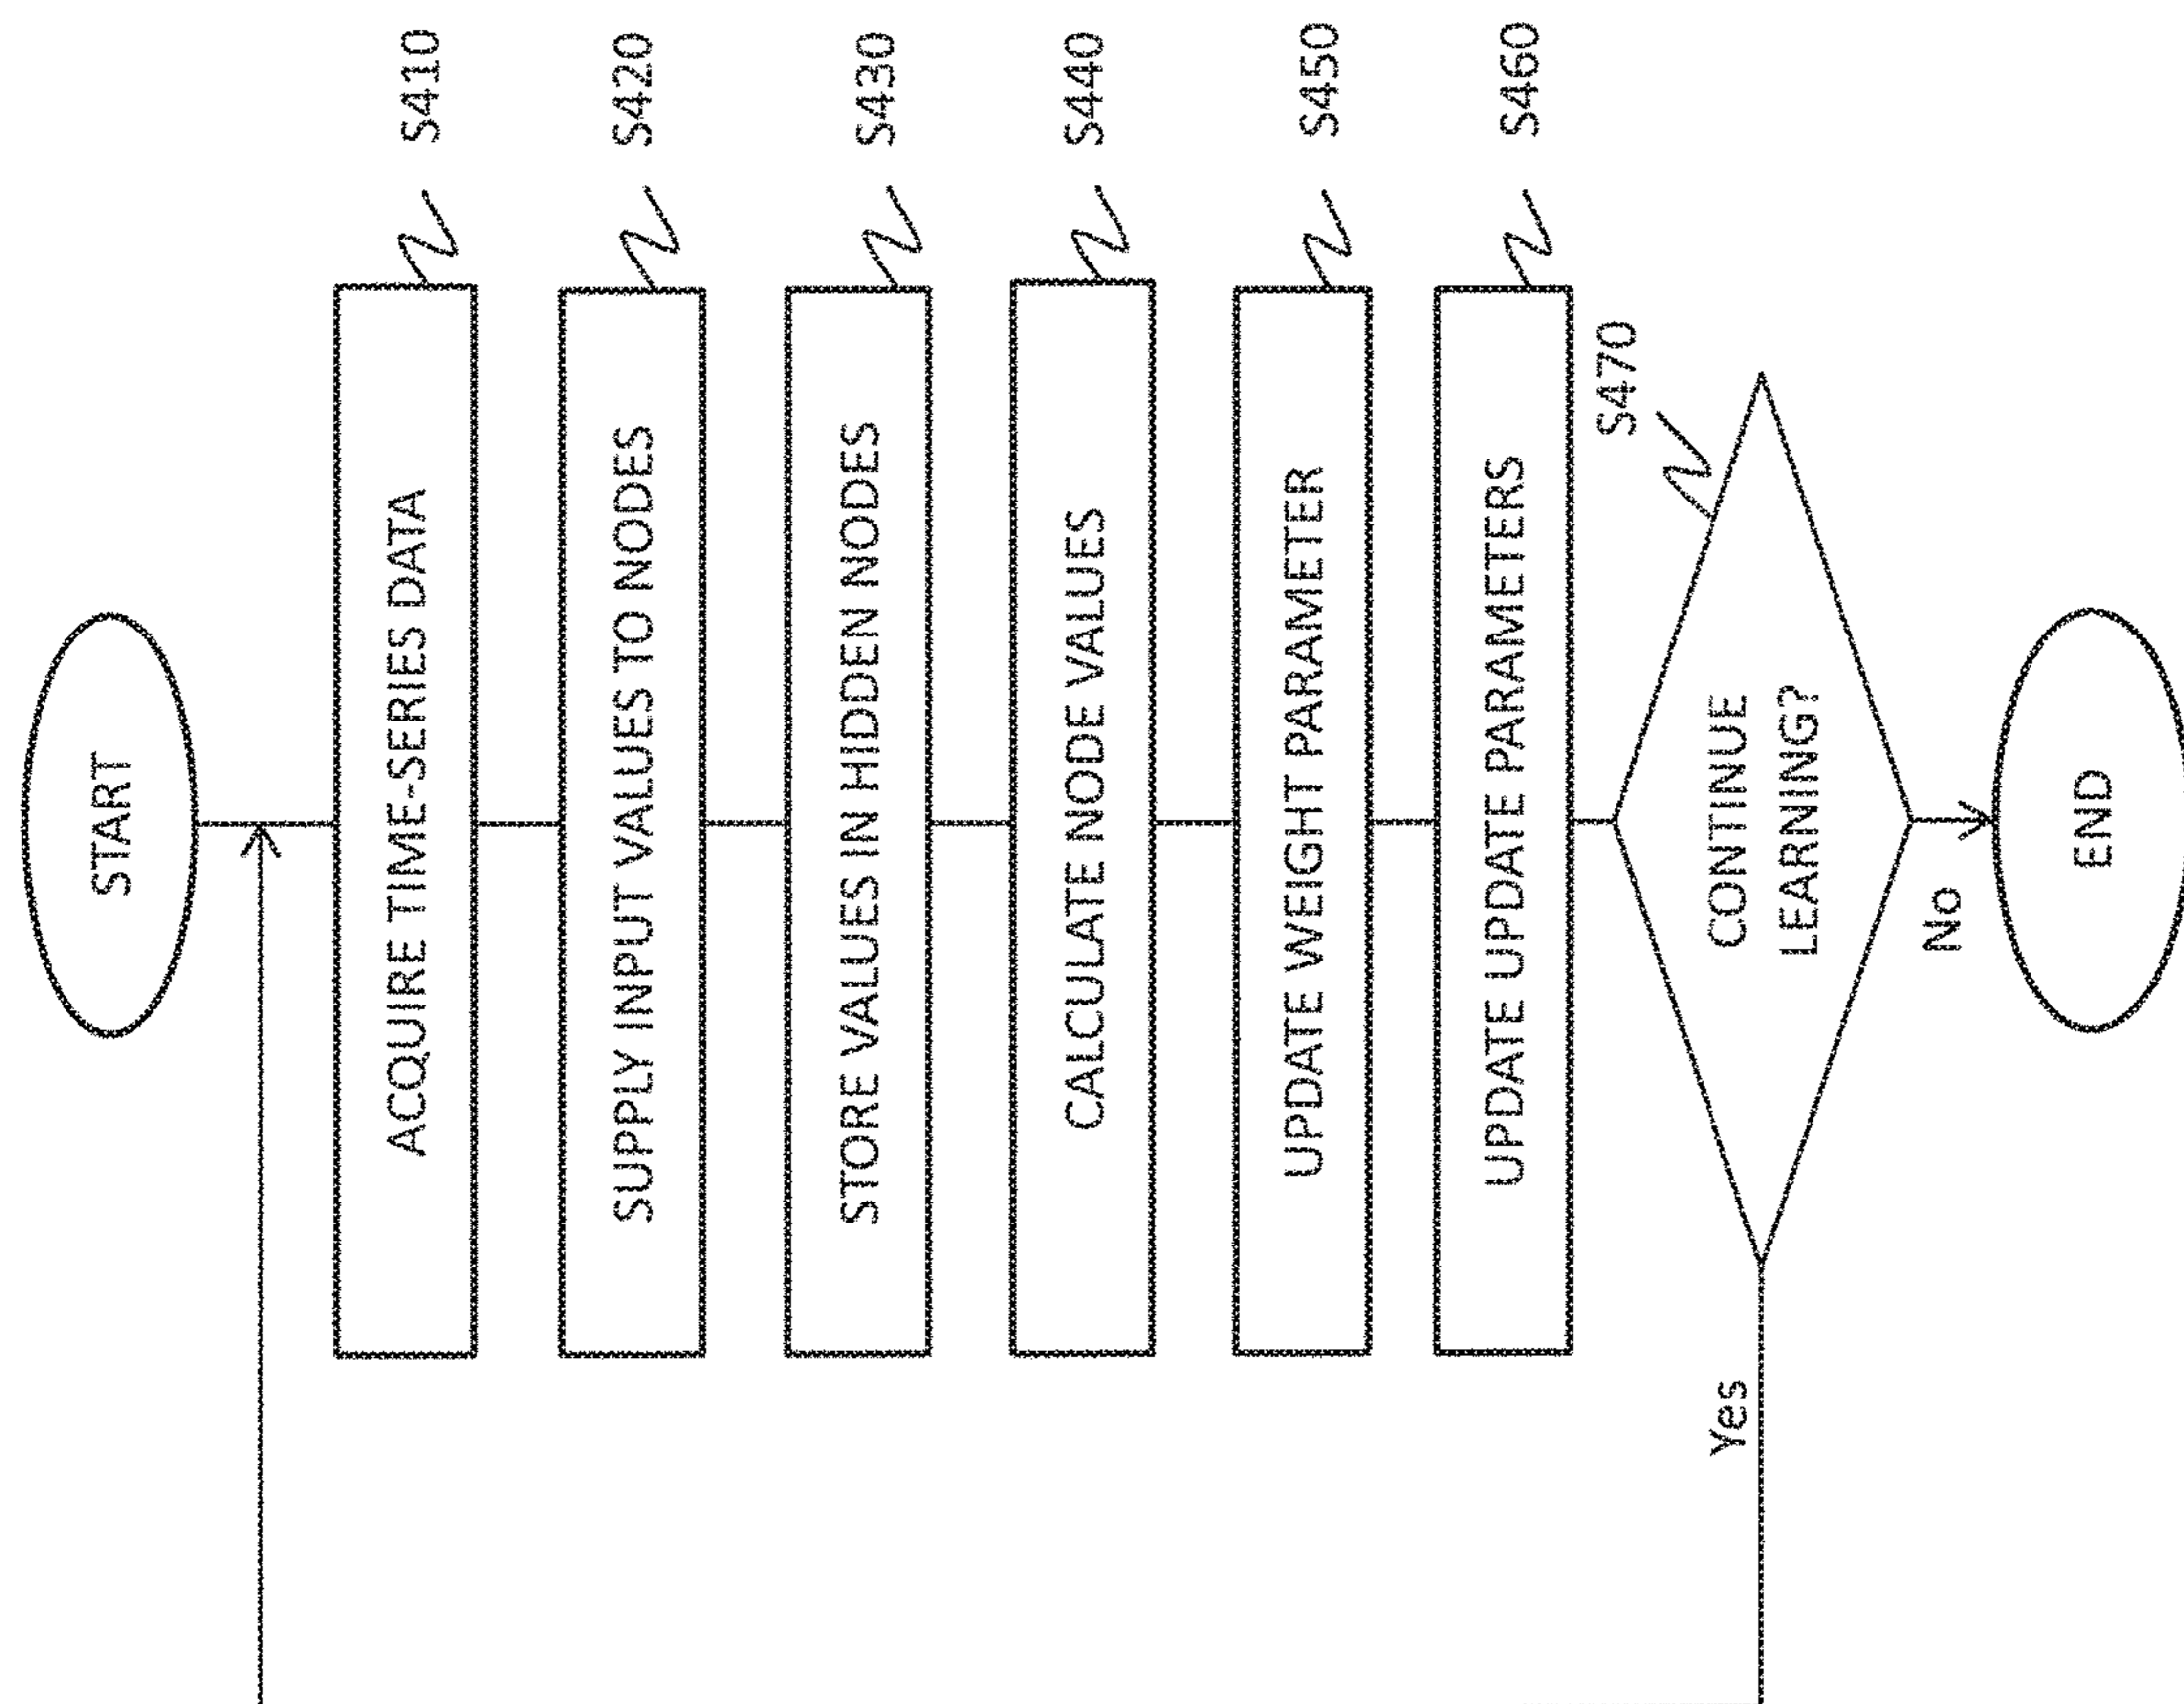 START
ACQUIRE TIME-SERIES DATA
S410
SUPPLY INPUT VALUES TO NODES
S420
STORE VALUES IN HIDDEN NODES
S430
CALCULATE NODE VALUES
S440
UPDATE WEIGHT PARAMETER
S450
UPDATE UPDATE PARAMETERS
S460
S470
CONTINUE
LEARNING?
Yes
No
END